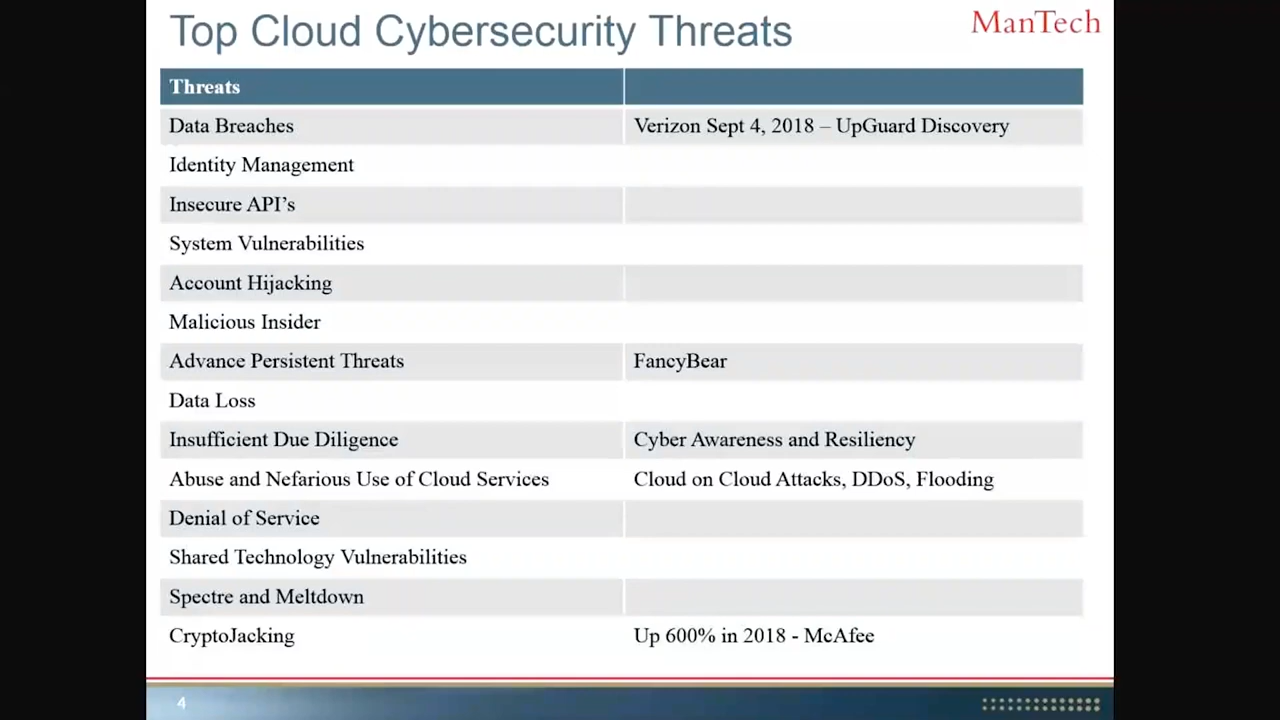 Top Cloud Cybersecurity Threats
ManTech
Threats
Data Breaches Verizon Sept 4, 2018 – UpGuard Discovery
Identity Management
Insecure API’s
System Vulnerabilities
Account Hijacking
Malicious Insider
Advance Persistent Threats FancyBear
Data Loss
Insufficient Due Diligence Cyber Awareness and Resiliency
Abuse and Nefarious Use of Cloud Services Cloud on Cloud Attacks, DDoS, Flooding
Denial of Service
Shared Technology Vulnerabilities
Spectre and Meltdown
CryptoJacking Up 600% in 2018 - McAfee
4